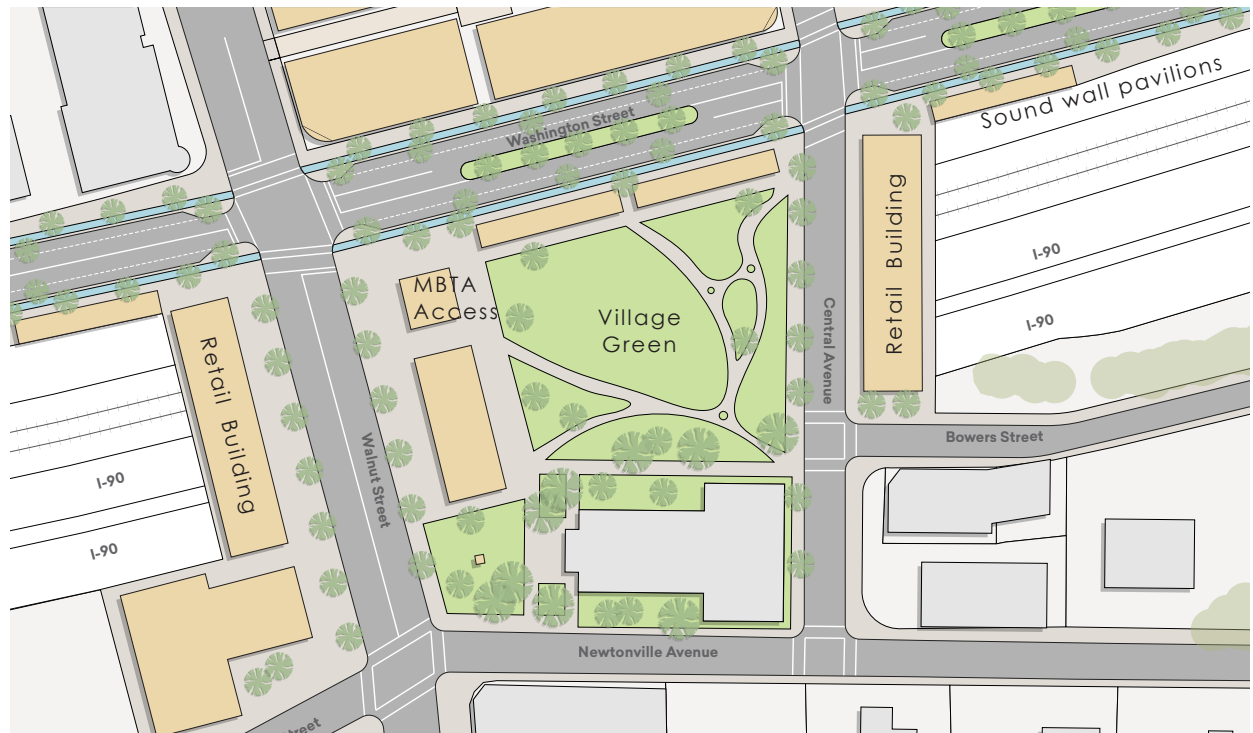 Sound wall pavilions
Washington Street
Retail Building
I-90
MBTA
Access
Village
Green
Central Avenue
I-90
Retail Building
Walnut Street
Bowers Street
I-90
I-90
Newtonville Avenue
street